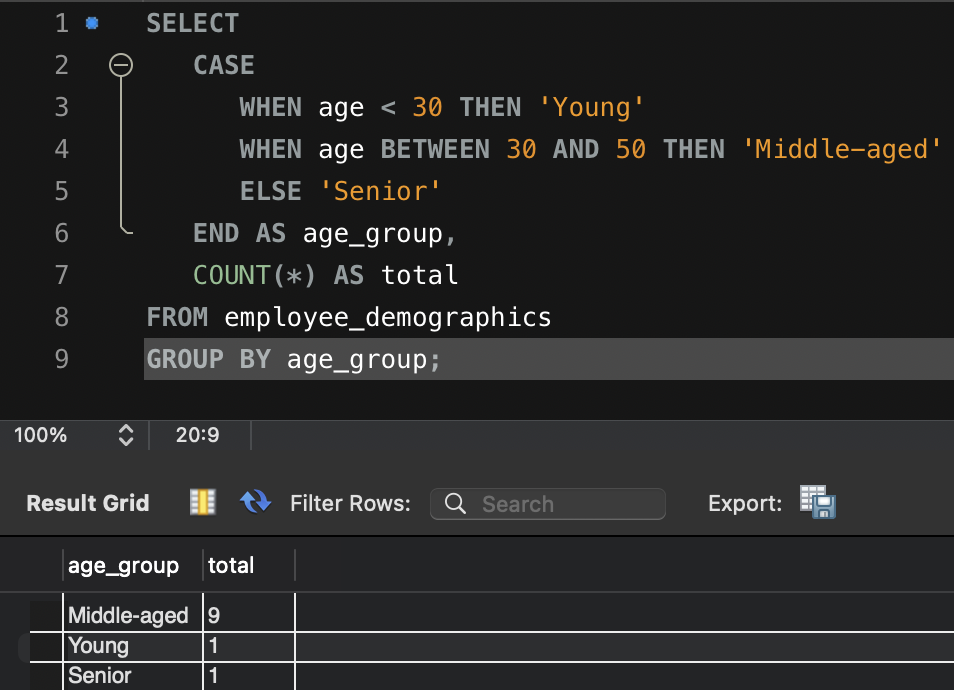 1 SELECT
2 CASE
3 WHEN age < 30 THEN 'Young'
4 WHEN age BETWEEN 30 AND 50 THEN 'Middle-aged'
5 ELSE 'Senior'
6 END AS age_group,
7 COUNT(*) AS total
8 FROM employee_demographics
9 GROUP BY age_group;
100% 20:9
Result Grid Filter Rows: Search Export:
age_group total
Middle-aged 9
Young 1
Senior 1